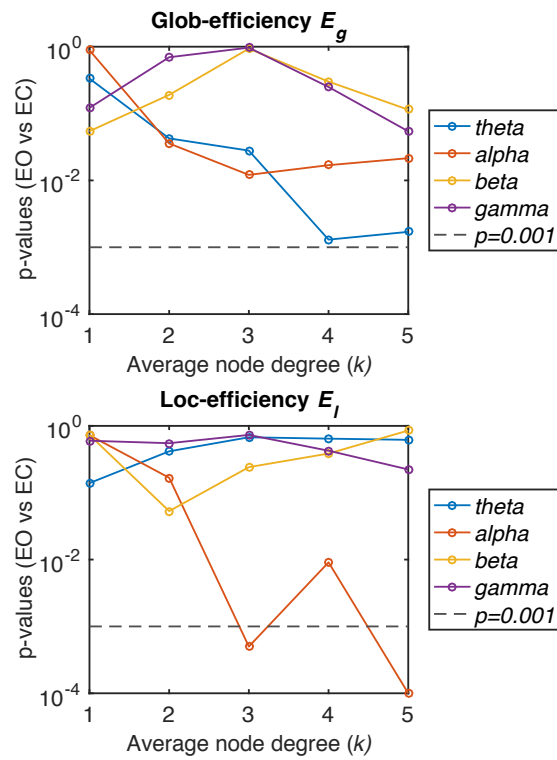 Glob-efficiency E_g
10^0
10^-2
10^-4
p-values (EO vs EC)
1 2 3 4 5
Average node degree (k)
theta
alpha
beta
gamma
p=0.001
Loc-efficiency E_l
10^0
10^-2
10^-4
p-values (EO vs EC)
1 2 3 4 5
Average node degree (k)
theta
alpha
beta
gamma
p=0.001